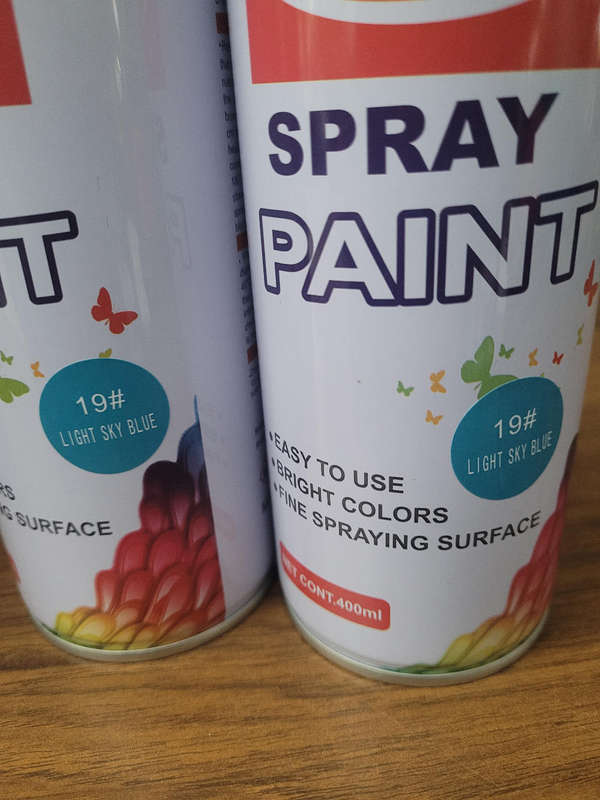 SPRAY
PAINT
19#
LIGHT SKY BLUE
EASY TO USE
BRIGHT COLORS
FINE SPRAYING SURFACE
NET CONT.400ml
19#
LIGHT SKY BLUE
SURFACE